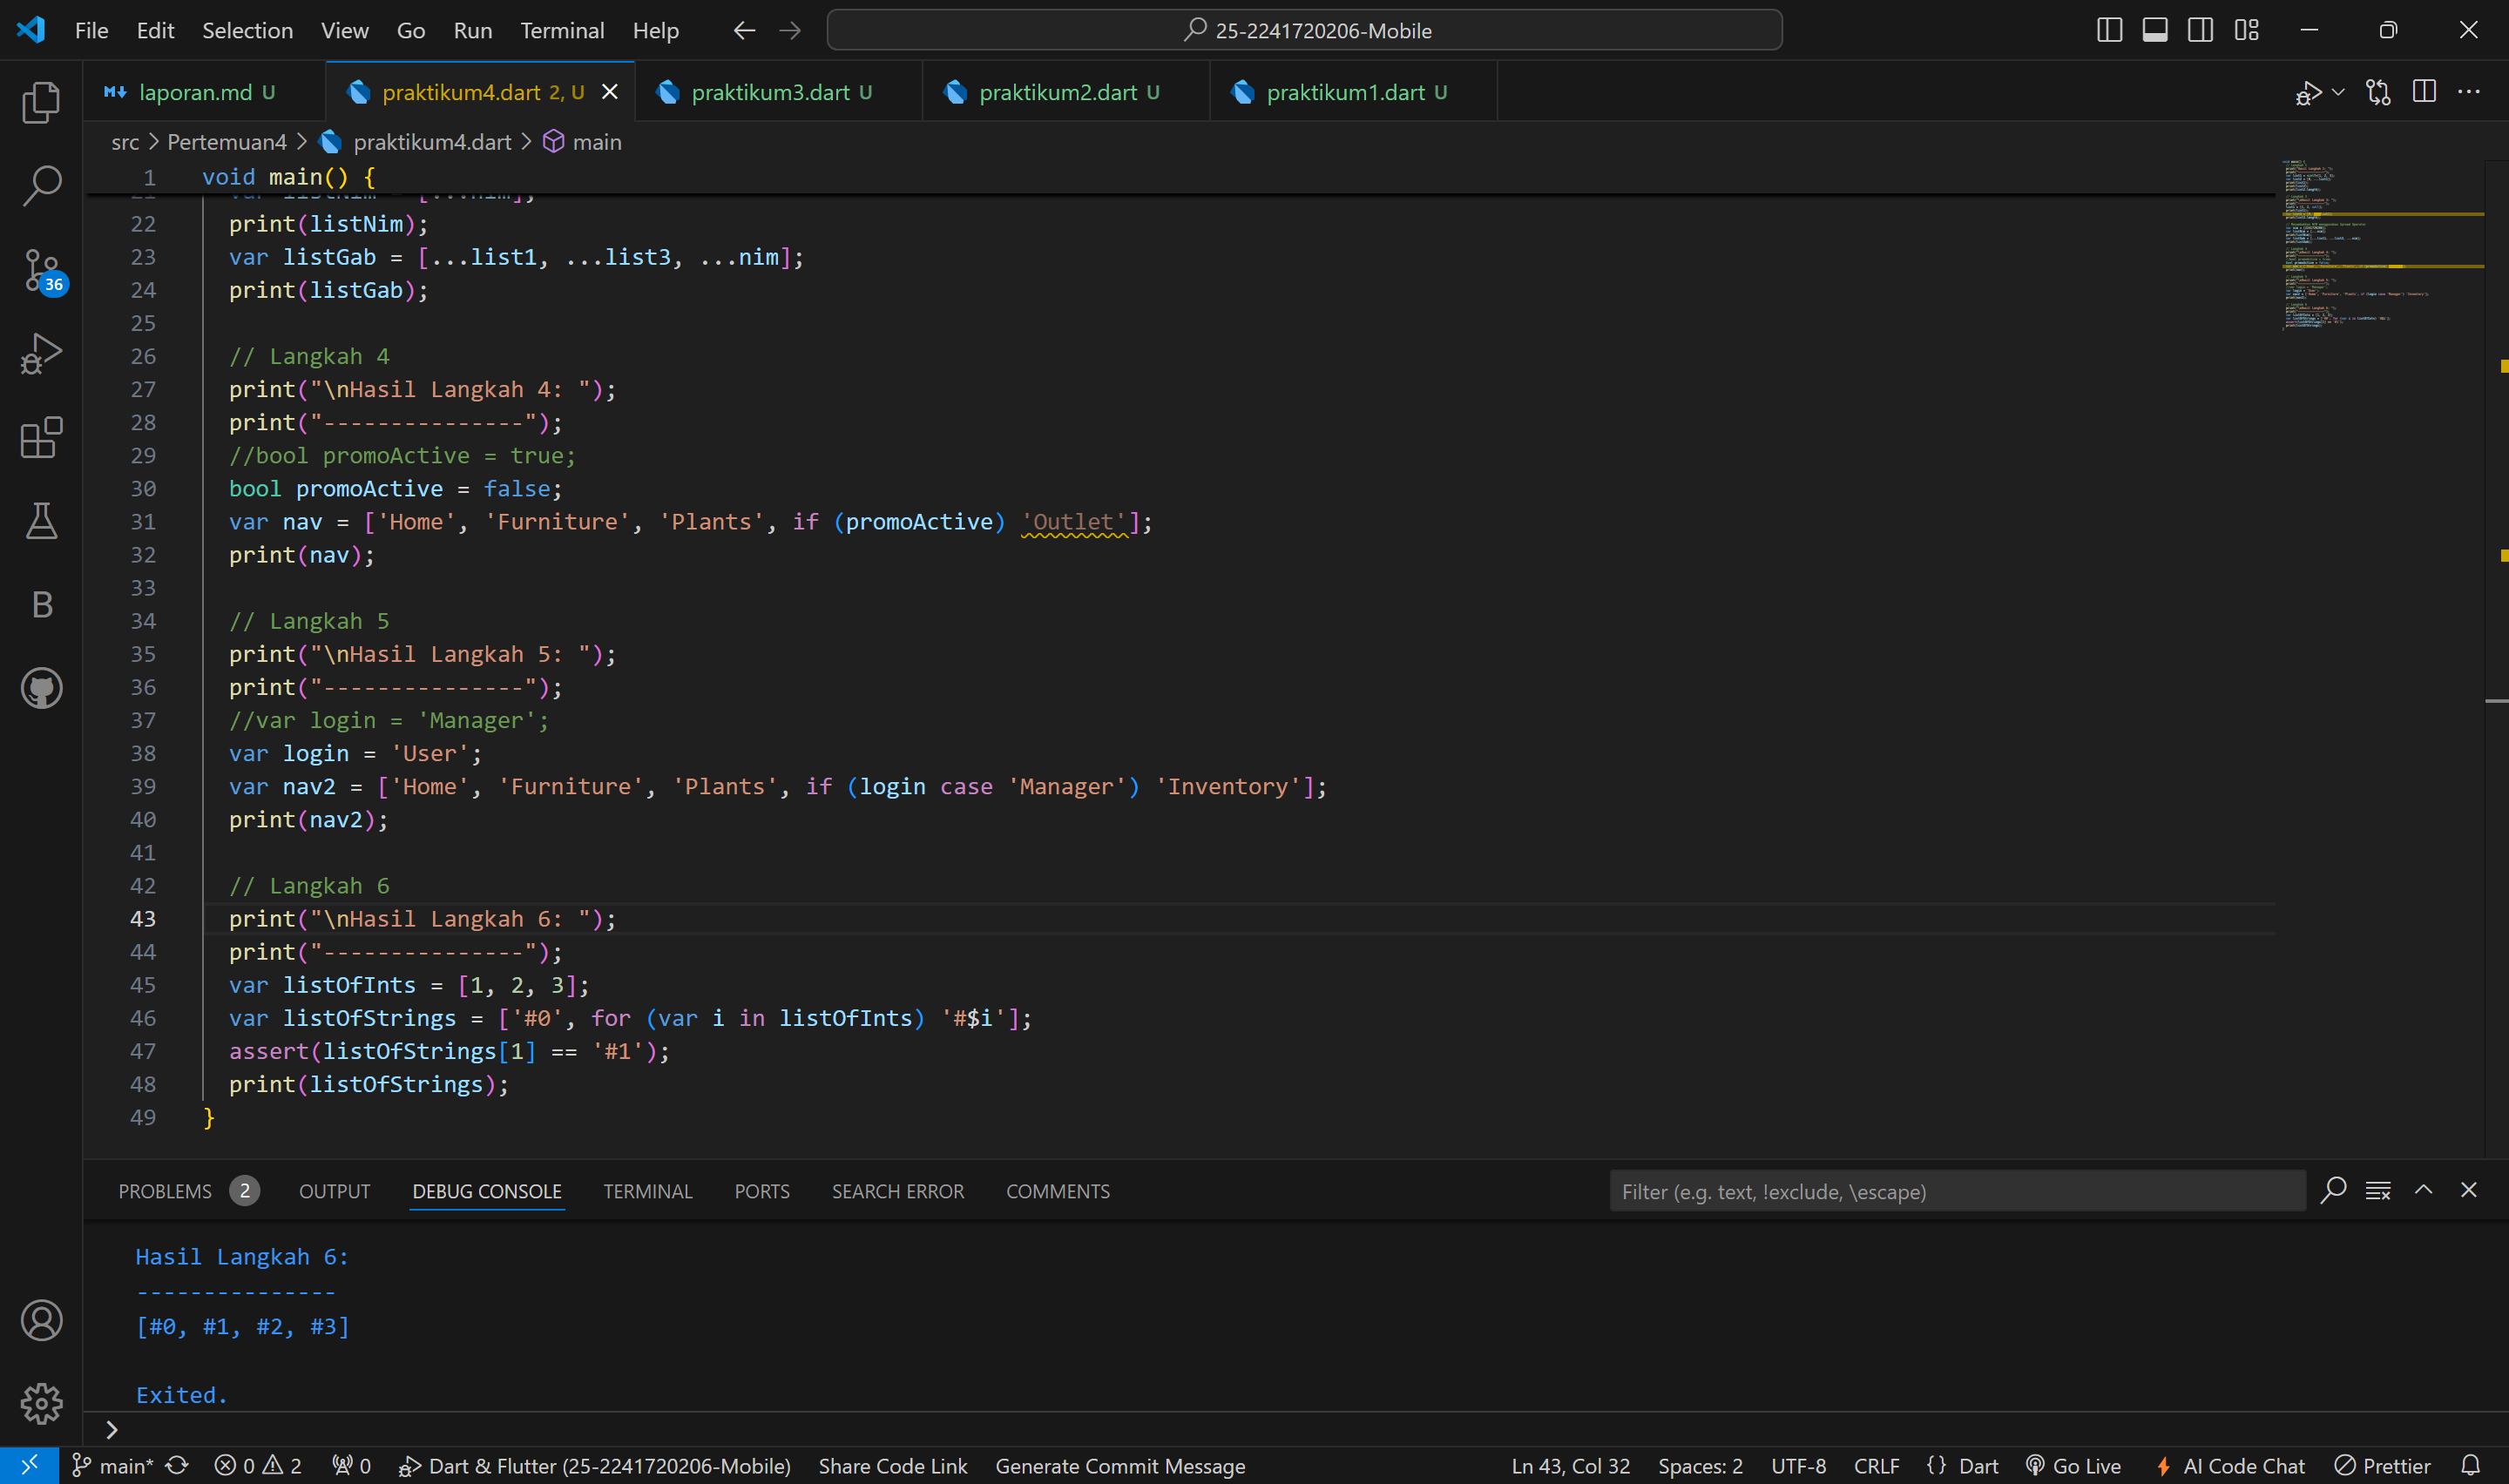 File Edit Selection View Go Run Terminal Help
25-2241720206-Mobile
laporan.md U
praktikum4.dart 2, U
praktikum3.dart U
praktikum2.dart U
praktikum1.dart U
src > Pertemuan4 > praktikum4.dart > main
1 void main() {
22 print(listNim);
23 var listGab = [...list1, ...list3, ...nim];
24 print(listGab);
25
26 // Langkah 4
27 print("\nHasil Langkah 4: ");
28 print("---------------");
29 //bool promoActive = true;
30 bool promoActive = false;
31 var nav = ['Home', 'Furniture', 'Plants', if (promoActive) 'Outlet'];
32 print(nav);
33
34 // Langkah 5
35 print("\nHasil Langkah 5: ");
36 print("---------------");
37 //var login = 'Manager';
38 var login = 'User';
39 var nav2 = ['Home', 'Furniture', 'Plants', if (login case 'Manager') 'Inventory'];
40 print(nav2);
41
42 // Langkah 6
43 print("\nHasil Langkah 6: ");
44 print("---------------");
45 var listOfInts = [1, 2, 3];
46 var listOfStrings = ['#0', for (var i in listOfInts) '#$i'];
47 assert(listOfStrings[1] == '#1');
48 print(listOfStrings);
49 }
36
B
PROBLEMS 2 OUTPUT DEBUG CONSOLE TERMINAL PORTS SEARCH ERROR COMMENTS
Filter (e.g. text, !exclude, \escape)
Hasil Langkah 6:
---------------
[#0, #1, #2, #3]
Exited.
main* 0 2 0 Dart & Flutter (25-2241720206-Mobile) Share Code Link Generate Commit Message
Ln 43, Col 32 Spaces: 2 UTF-8 CRLF {} Dart Go Live AI Code Chat Prettier